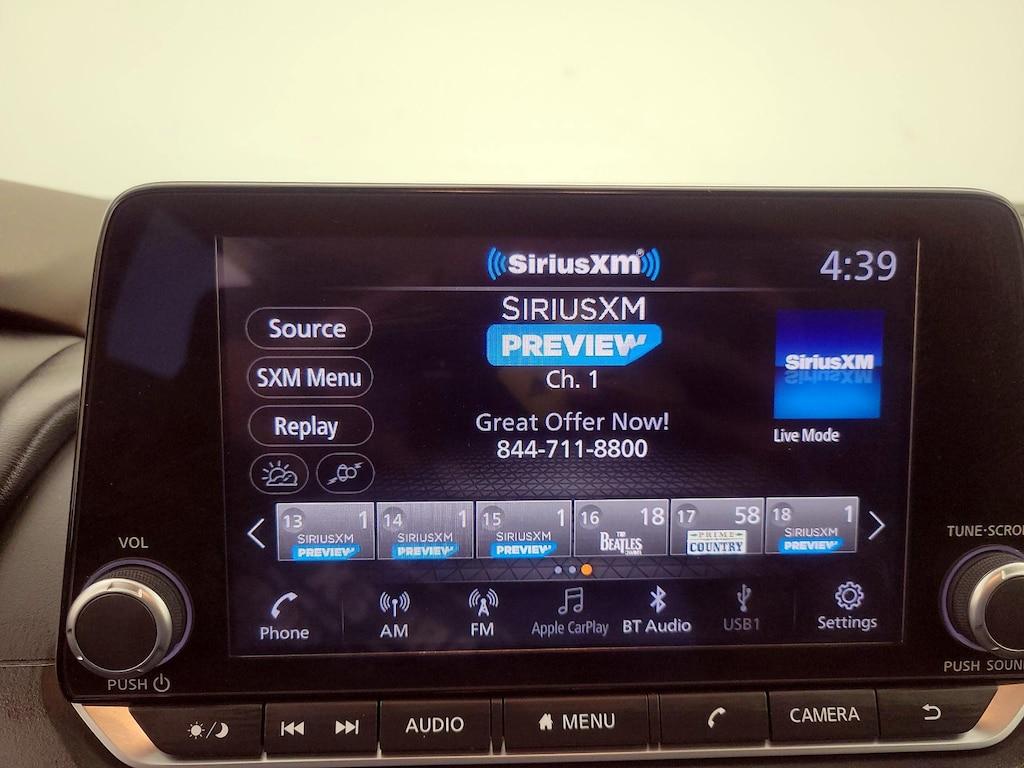 SiriusXM®
4:39
SIRIUSXM
PREVIEW
Ch. 1
Great Offer Now!
844-711-8800
Source
SXM Menu
Replay
SiriusXM
Live Mode
13 1
SIRIUSXM
PREVIEW
14 1
SIRIUSXM
PREVIEW
15 1
SIRIUSXM
PREVIEW
16 18
THE
BEATLES
CHANNEL
17 58
PRIME
COUNTRY
18 1
SIRIUSXM
PREVIEW
Phone
AM
FM
Apple CarPlay
BT Audio
USB1
Settings
VOL
PUSH
TUNE·SCRO
PUSH SOUN
AUDIO
MENU
CAMERA